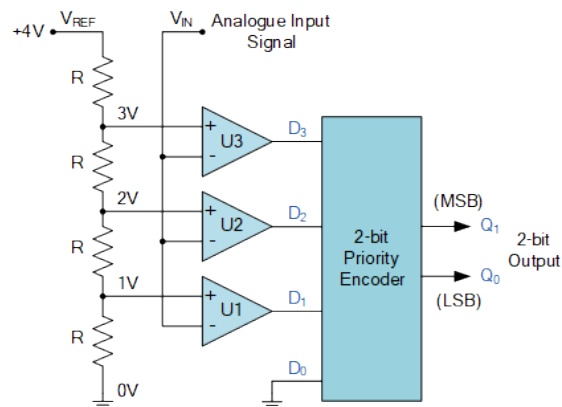 +4V
VREF
VIN
Analogue Input
Signal
R
3V
+
-
U3
D3
R
2V
+
-
U2
D2
R
1V
+
-
U1
D1
R
0V
D0
2-bit
Priority
Encoder
(MSB)
Q1
Q0
(LSB)
2-bit
Output